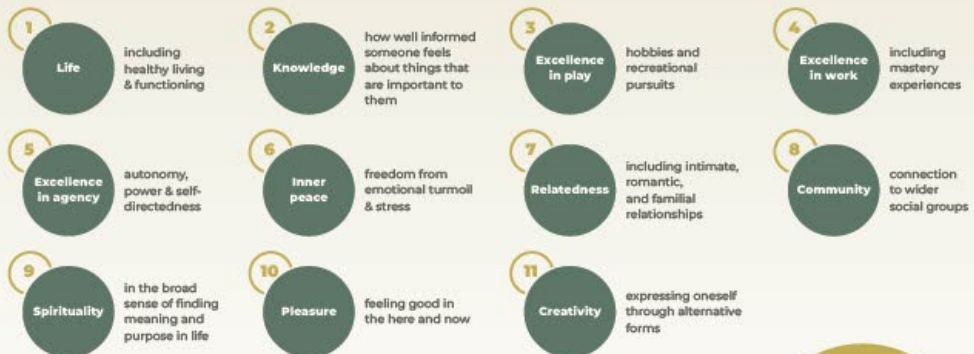 1
Life
including
healthy living
& functioning
2
Knowledge
how well informed
someone feels
about things that
are important to
them
3
Excellence
in play
hobbies and
recreational
pursuits
4
Excellence
in work
including
mastery
experiences
5
Excellence
in agency
autonomy,
power & self-
directedness
6
Inner
peace
freedom from
emotional turmoil
& stress
7
Relatedness
including intimate,
romantic,
and familial
relationships
8
Community
connection
to wider
social groups
9
Spirituality
in the broad
sense of finding
meaning and
purpose in life
10
Pleasure
feeling good in
the here and now
11
Creativity
expressing oneself
through alternative
forms